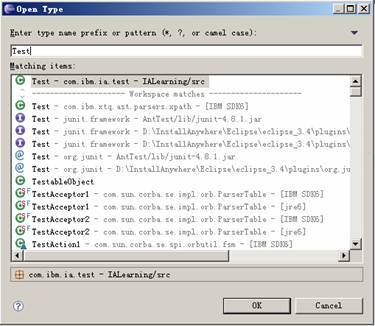 Open Type
Enter type name prefix or pattern (*, ?, or camel case):
Test
Matching items:
Test - com.ibm.ia.test - IALearning/src
Workspace matches
Test - com.ibm.xtq.ast.parsers.xpath - [IBM SDK6]
Test - junit.framework - AntTest/lib/junit-4.8.1.jar
Test - junit.framework - D:\InstallAnywhere\Eclipse\eclipse_3.4\plugins\
Test - junit.framework - D:\InstallAnywhere\Eclipse\eclipse_3.4\plugins\
Test - org.junit - AntTest/lib/junit-4.8.1.jar
Test - org.junit - D:\InstallAnywhere\Eclipse\eclipse_3.4\plugins\org.ju
TestableObject
TestAcceptor1 - com.sun.corba.se.impl.orb.ParserTable - [IBM SDK6]
TestAcceptor1 - com.sun.corba.se.impl.orb.ParserTable - [jre6]
TestAcceptor2 - com.sun.corba.se.impl.orb.ParserTable - [IBM SDK6]
TestAcceptor2 - com.sun.corba.se.impl.orb.ParserTable - [jre6]
TestAction1 - com.sun.corba.se.spi.orbutil.fsm - [IBM SDK6]
com.ibm.ia.test - IALearning/src
OK
Cancel